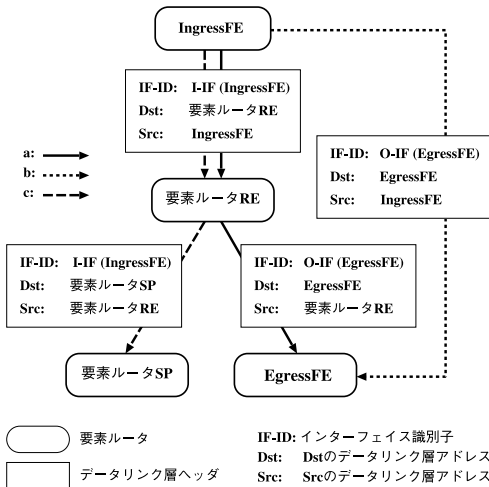 IngressFE
IF-ID: I-IF (IngressFE)
Dst: 要素ルータRE
Src: IngressFE
IF-ID: O-IF (EgressFE)
Dst: EgressFE
Src: IngressFE
a:
b:
c:
要素ルータRE
IF-ID: I-IF (IngressFE)
Dst: 要素ルータSP
Src: 要素ルータRE
IF-ID: O-IF (EgressFE)
Dst: EgressFE
Src: 要素ルータRE
要素ルータSP
EgressFE
要素ルータ
データリンク層ヘッダ
IF-ID: インターフェイス識別子
Dst: Dstのデータリンク層アドレス
Src: Srcのデータリンク層アドレス